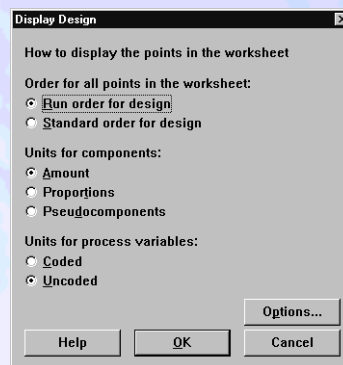 Display Design
How to display the points in the worksheet
Order for all points in the worksheet:
Run order for design
Standard order for design
Units for components:
Amount
Proportions
Pseudocomponents
Units for process variables:
Coded
Uncoded
Options...
Help OK Cancel